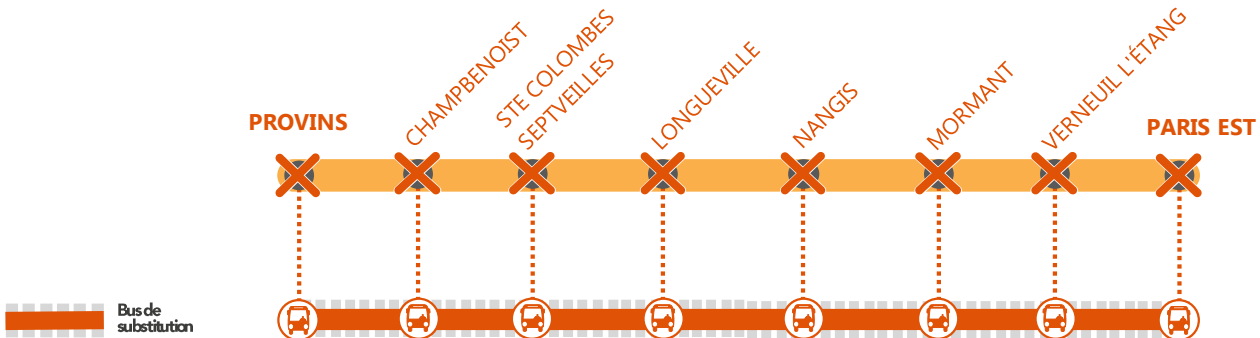 PROVINS
CHAMPBENOIST
STE COLOMBES
SEPTVEILLES
LONGUEVILLE
NANGIS
MORMANT
VERNEUIL L'ÉTANG
PARIS EST
Bus de
substitution